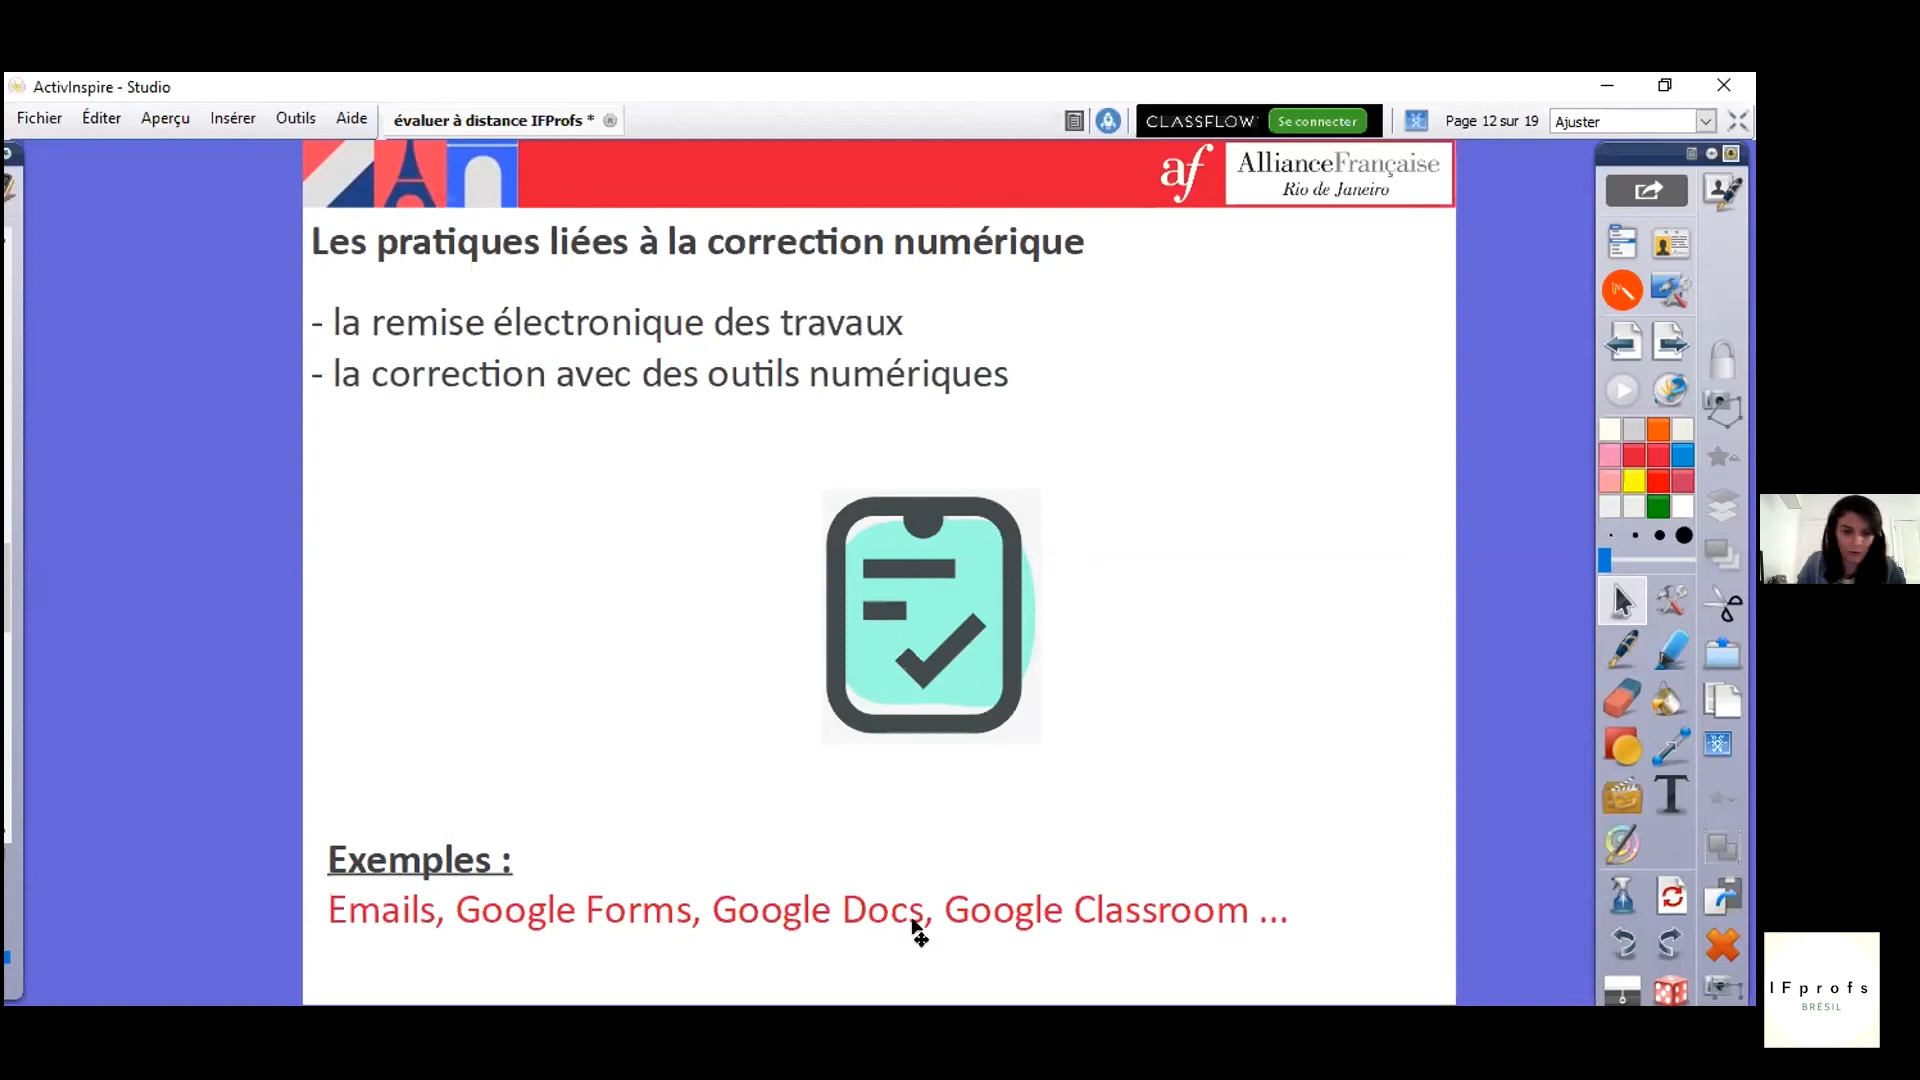 ActivInspire - Studio
Fichier Éditer Aperçu Insérer Outils Aide
évaluer à distance IFProfs *
CLASSFLOW Se connecter
Page 12 sur 19
Ajuster
af AllianceFrançaise
Rio de Janeiro
Les pratiques liées à la correction numérique
- la remise électronique des travaux
- la correction avec des outils numériques
Exemples :
Emails, Google Forms, Google Docs, Google Classroom ...
T
IFprofs
BRÉSIL